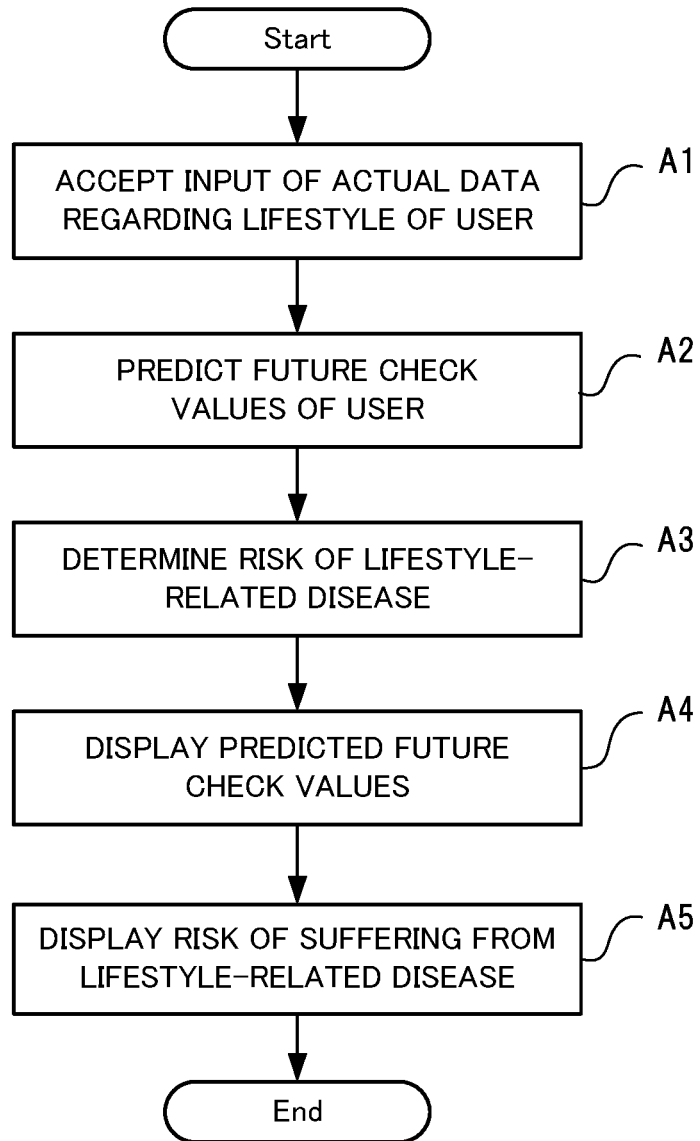 Start
ACCEPT INPUT OF ACTUAL DATA
REGARDING LIFESTYLE OF USER
A1
PREDICT FUTURE CHECK
VALUES OF USER
A2
DETERMINE RISK OF LIFESTYLE-
RELATED DISEASE
A3
DISPLAY PREDICTED FUTURE
CHECK VALUES
A4
DISPLAY RISK OF SUFFERING FROM
LIFESTYLE-RELATED DISEASE
A5
End